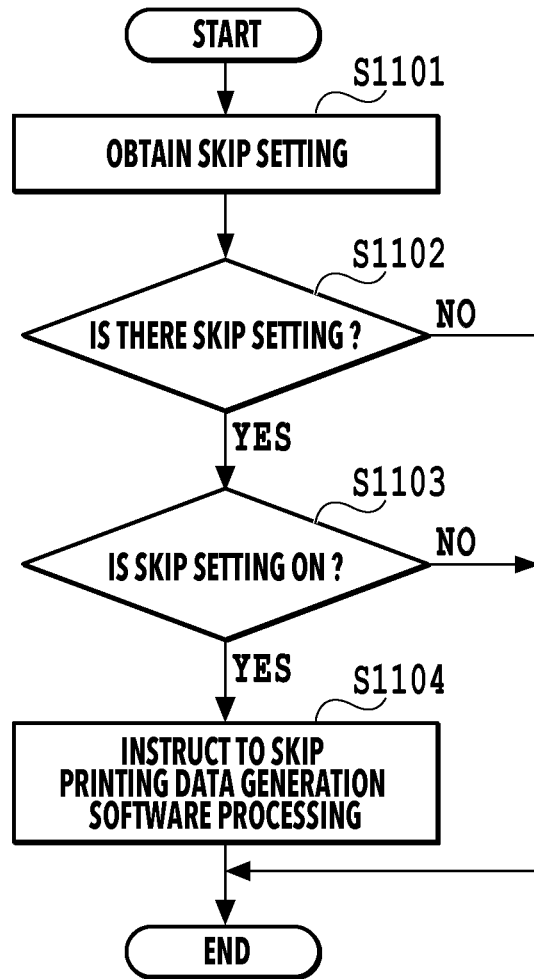 START
S1101
OBTAIN SKIP SETTING
S1102
IS THERE SKIP SETTING ?
NO
YES
S1103
IS SKIP SETTING ON ?
NO
YES
S1104
INSTRUCT TO SKIP
PRINTING DATA GENERATION
SOFTWARE PROCESSING
END